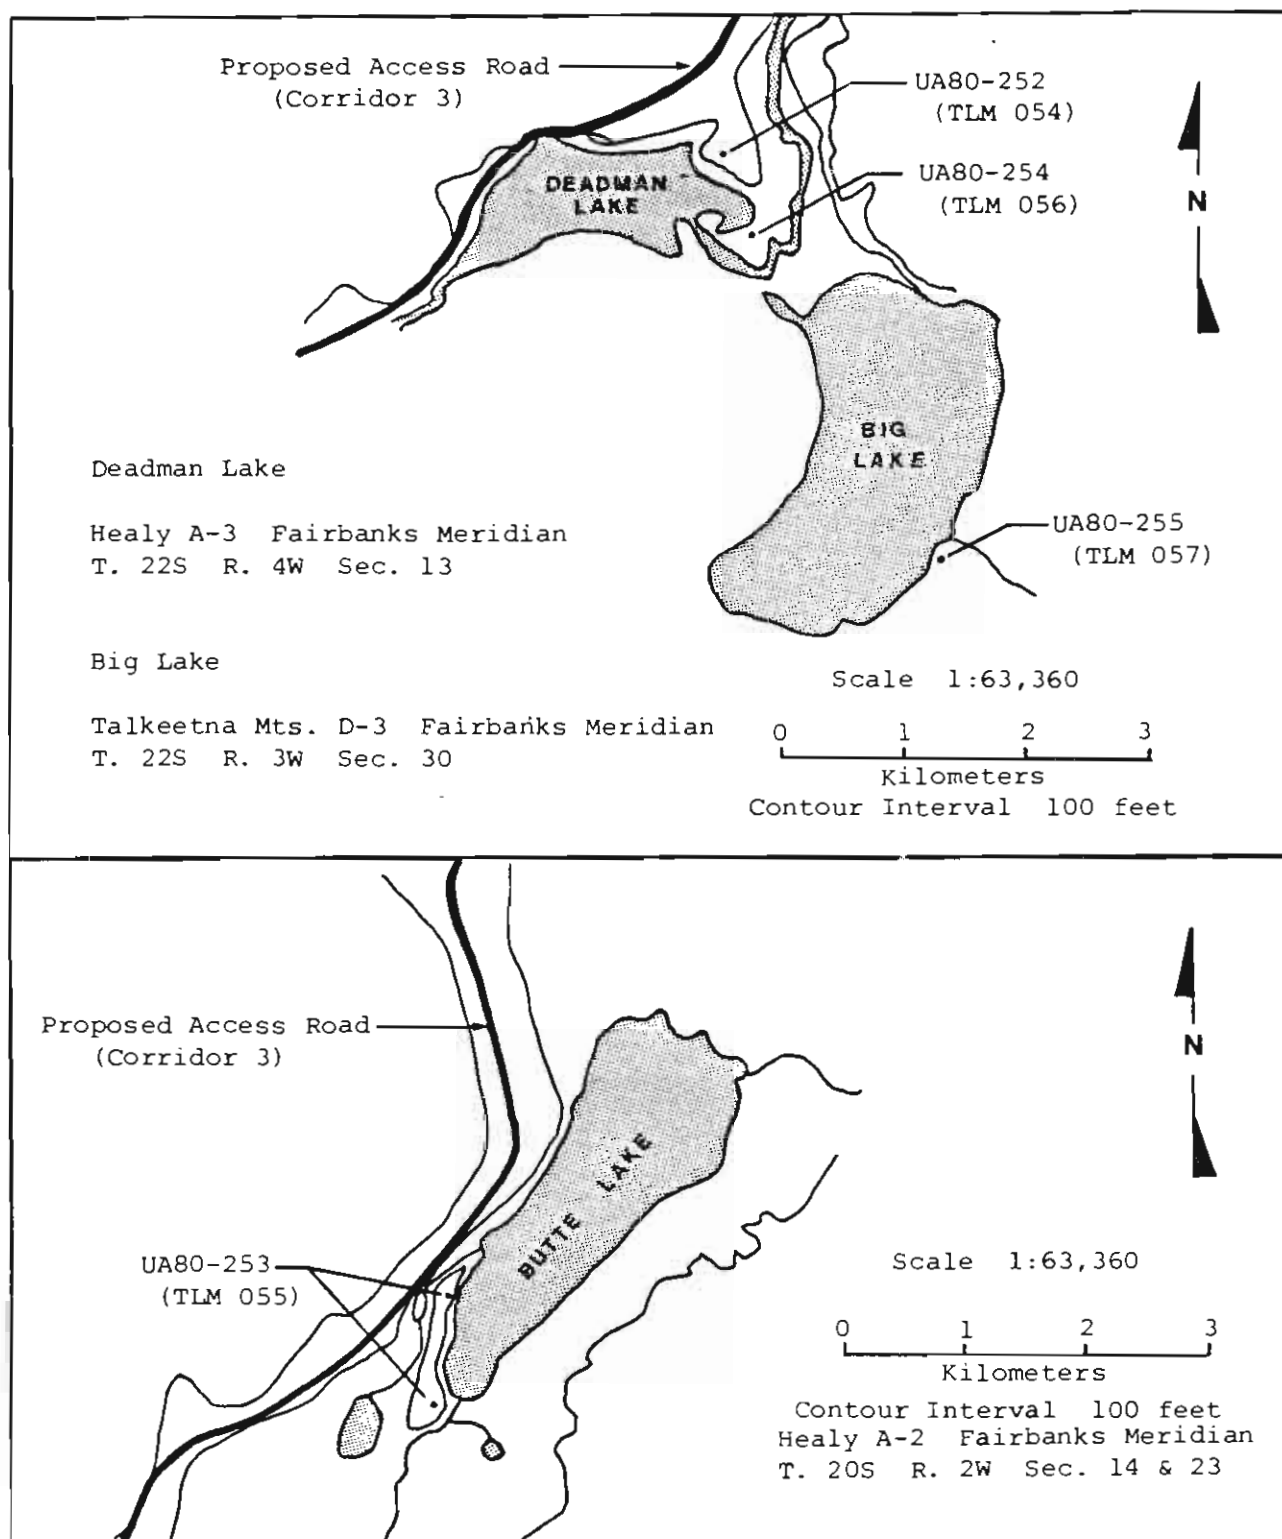 Proposed Access Road
(Corridor 3)
UA80-252
(TLM 054)
UA80-254
(TLM 056)
N
DEADMAN
LAKE
BIG
LAKE
Deadman Lake
Healy A-3 Fairbanks Meridian
T. 22S R. 4W Sec. 13
UA80-255
(TLM 057)
Big Lake
Talkeetna Mts. D-3 Fairbanks Meridian
T. 22S R. 3W Sec. 30
Scale 1:63,360
0 1 2 3
Kilometers
Contour Interval 100 feet
Proposed Access Road
(Corridor 3)
N
BUTTE LAKE
UA80-253
(TLM 055)
Scale 1:63,360
0 1 2 3
Kilometers
Contour Interval 100 feet
Healy A-2 Fairbanks Meridian
T. 20S R. 2W Sec. 14 & 23